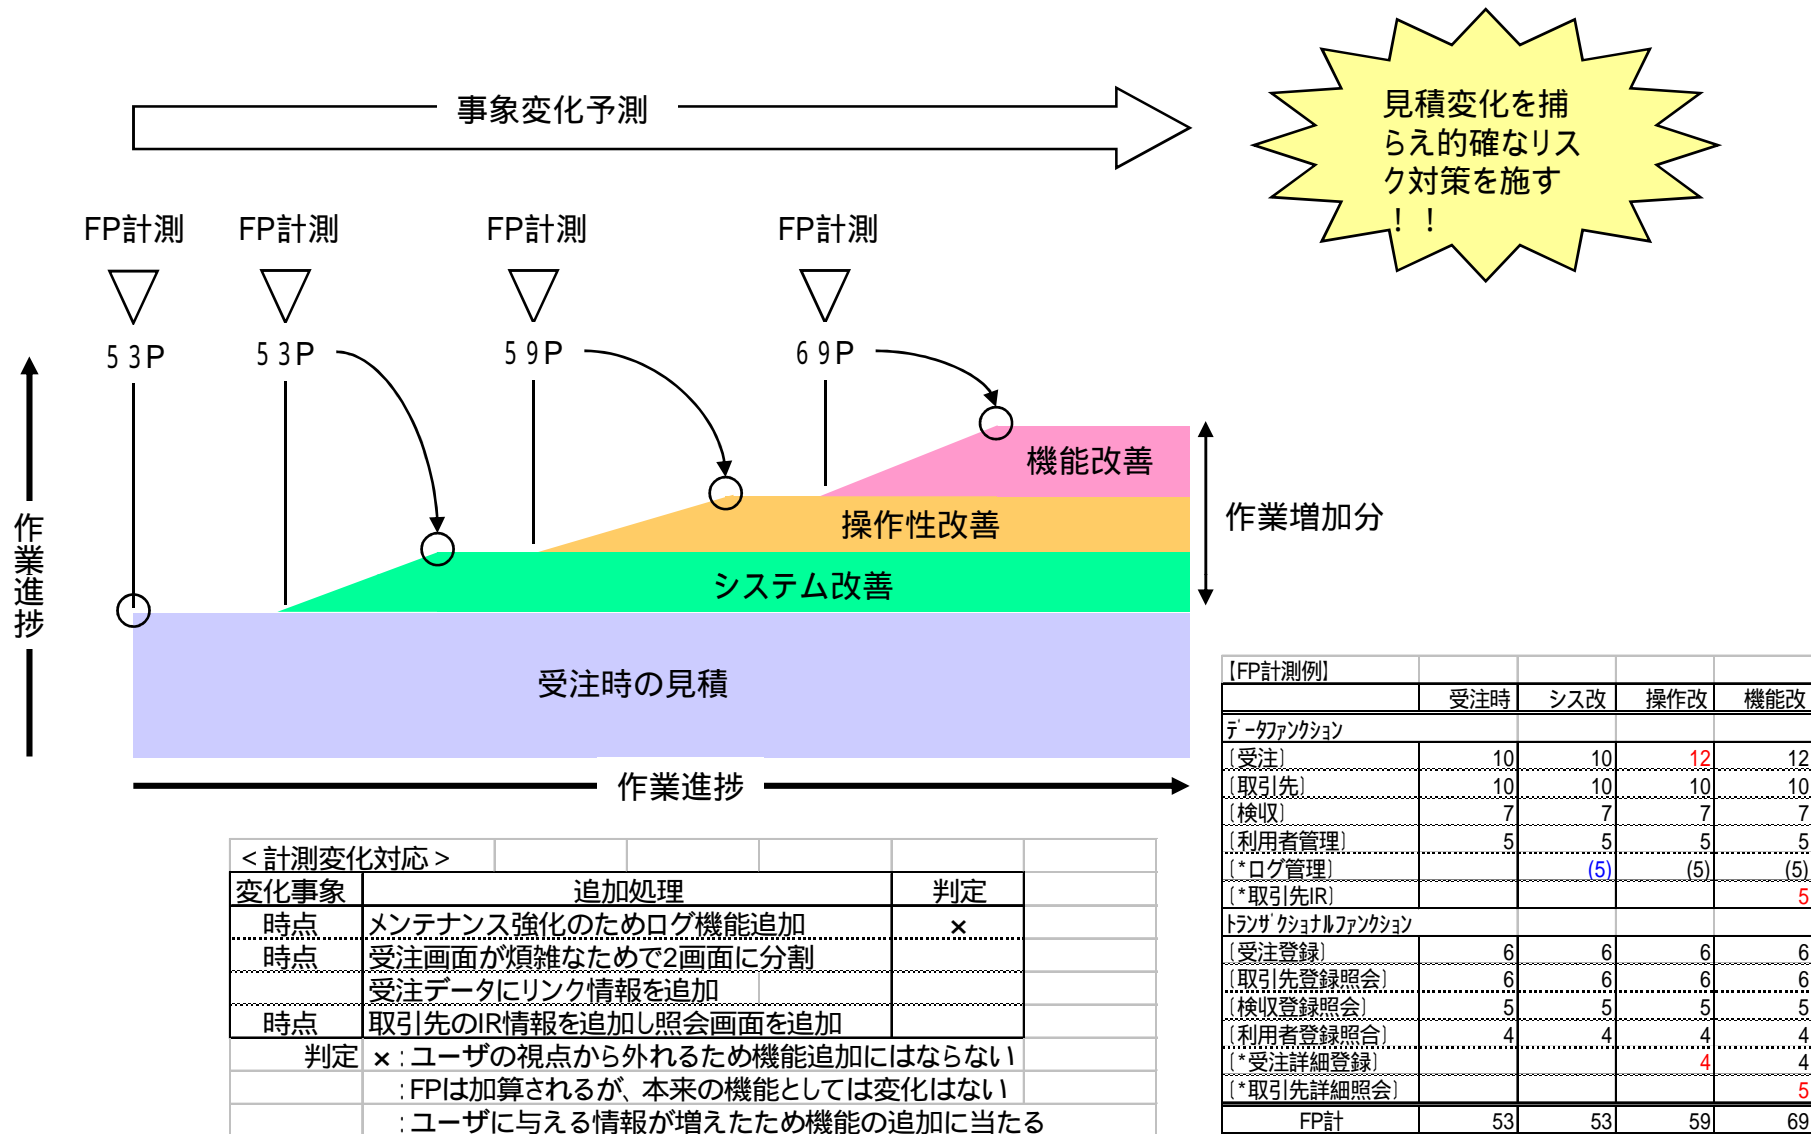 事象変化予測
見積変化を捕
らえ的確なリス
ク対策を施す
！！
FP計測 FP計測 FP計測 FP計測
５３P ５３P ５９P ６９P
機能改善
作業増加分
操作性改善
システム改善
作業進捗
受注時の見積
作業進捗
＜計測変化対応＞
変化事象 追加処理 判定
時点 メンテナンス強化のためログ機能追加 ×
時点 受注画面が煩雑なためで2画面に分割
受注データにリンク情報を追加
時点 取引先のIR情報を追加し照会画面を追加
判定 ×：ユーザの視点から外れるため機能追加にはならない
：FPは加算されるが、本来の機能としては変化はない
：ユーザに与える情報が増えたため機能の追加に当たる
【FP計測例】
受注時 シス改 操作改 機能改
ﾃﾞｰﾀﾌｧﾝｸｼｮﾝ
〔受注〕 10 10 12 12
〔取引先〕 10 10 10 10
〔検収〕 7 7 7 7
〔利用者管理〕 5 5 5 5
〔*ログ管理〕 (5) (5) (5)
〔*取引先IR〕 5
ﾄﾗﾝｻﾞｸｼｮﾅﾙﾌｧﾝｸｼｮﾝ
〔受注登録〕 6 6 6 6
〔取引先登録照会〕 6 6 6 6
〔検収登録照会〕 5 5 5 5
〔利用者登録照合〕 4 4 4 4
〔*受注詳細登録〕 4 4
〔*取引先詳細照会〕 5
FP計 53 53 59 69